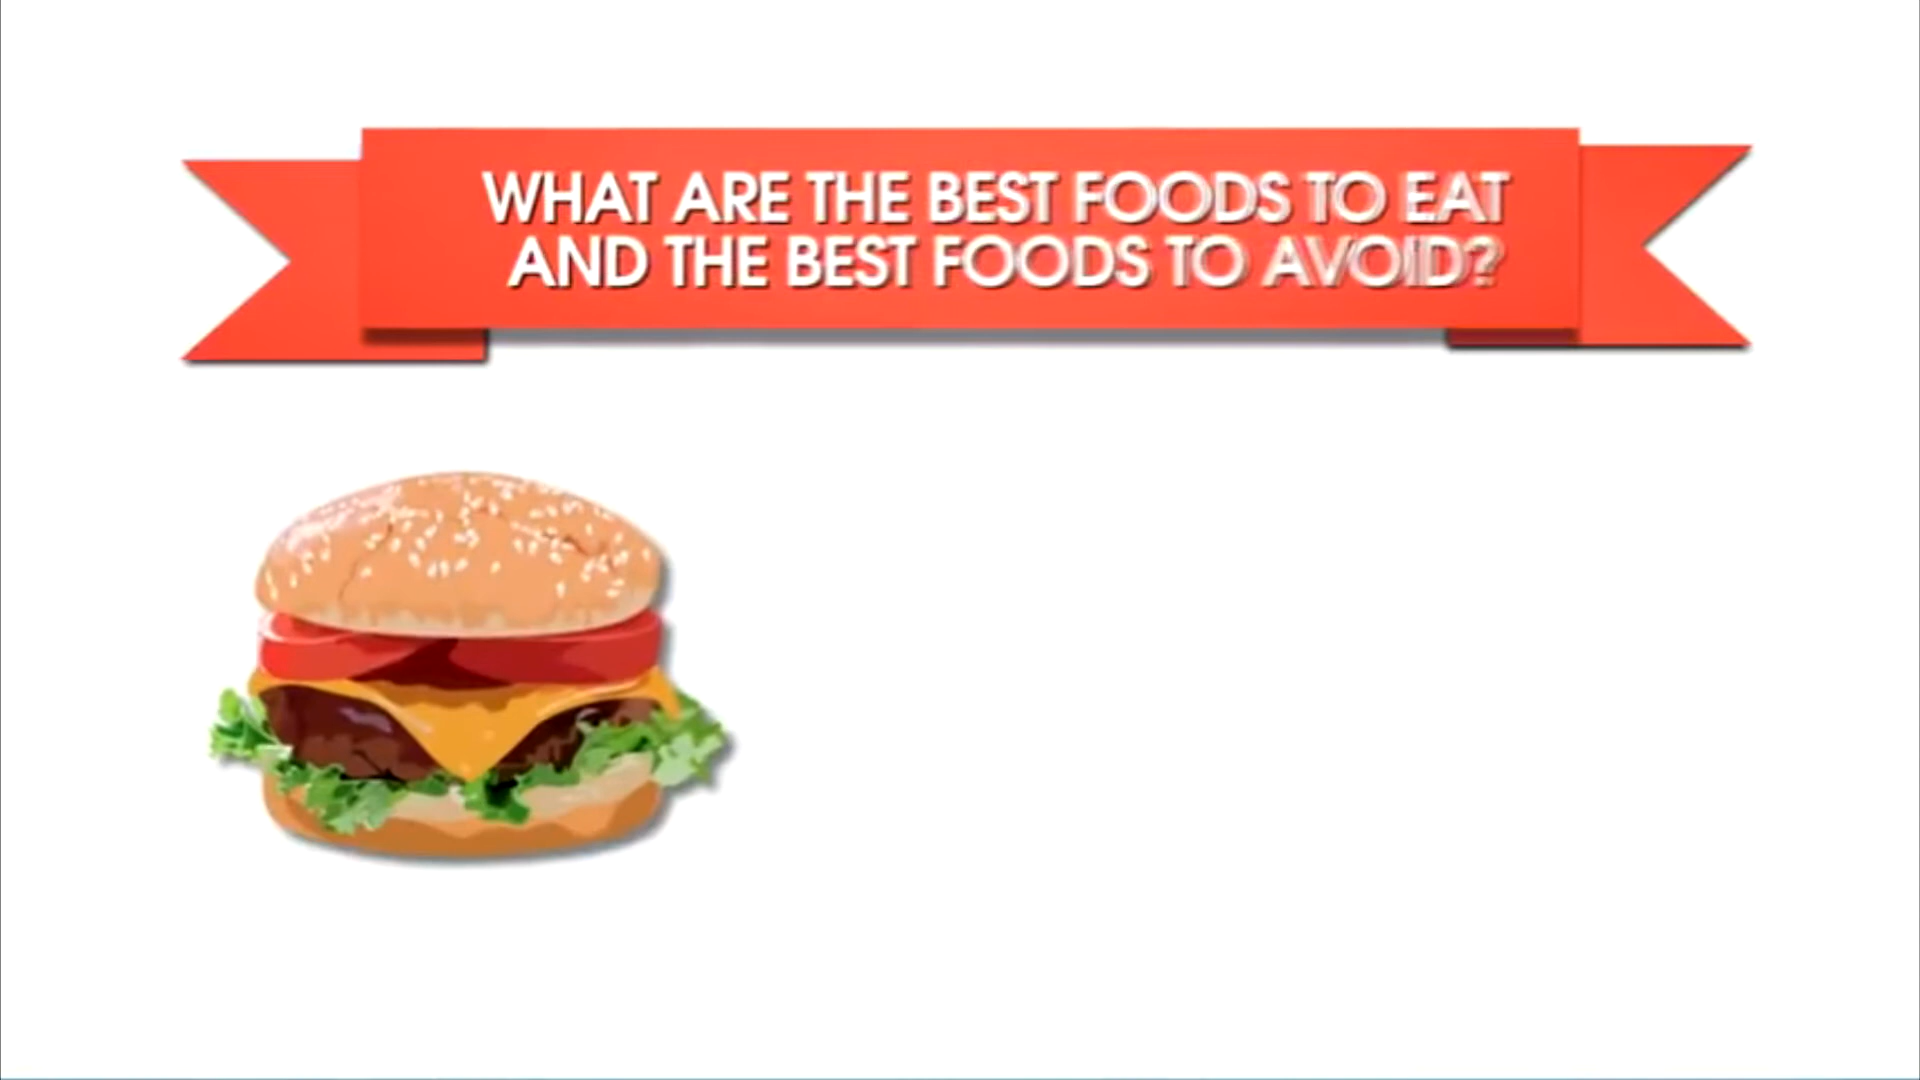 WHAT ARE THE BEST FOODS TO EAT
AND THE BEST FOODS TO AVOID?